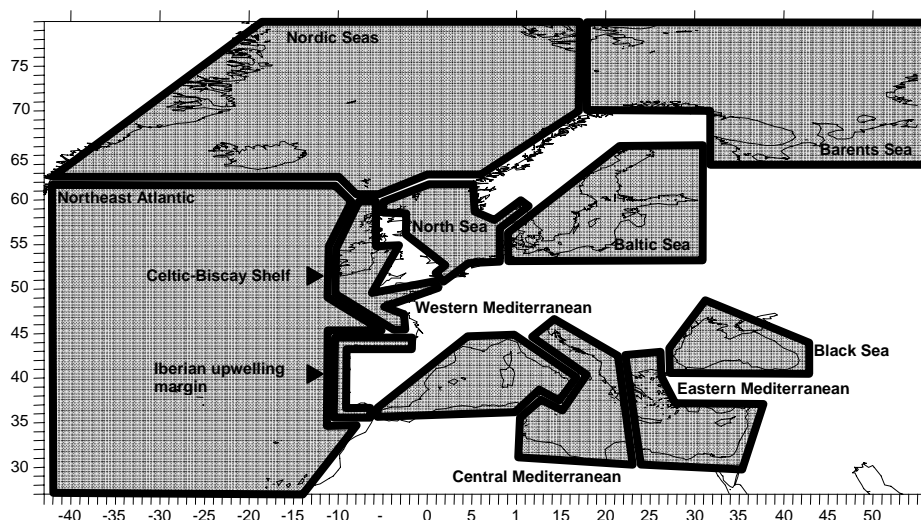 Nordic Seas
75
70
65
Barents Sea
60
Northeast Atlantic
North Sea
55
Baltic Sea
Celtic-Biscay Shelf
50
Western Mediterranean
45
Black Sea
Iberian upwelling
margin
40
Eastern Mediterranean
35
30
Central Mediterranean
-40 -35 -30 -25 -20 -15 -10 - 0 5 1 15 20 25 30 35 40 45 50